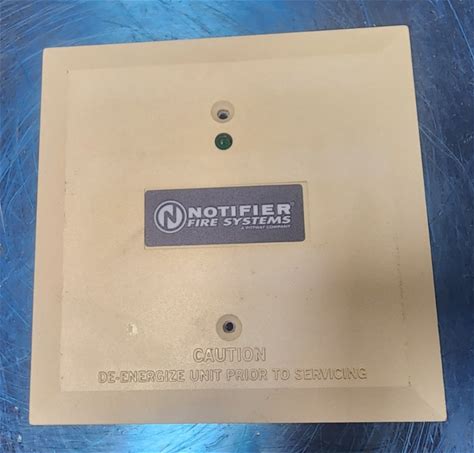 N NOTIFIER
FIRE SYSTEMS
A PITTWAY COMPANY
CAUTION
DE-ENERGIZE UNIT PRIOR TO SERVICING